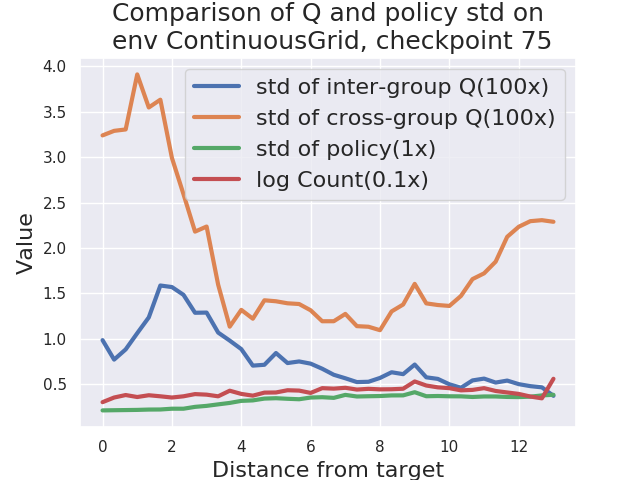 Comparison of Q and policy std on
env ContinuousGrid, checkpoint 75
4.0
3.5
3.0
2.5
2.0
1.5
1.0
0.5
Value
std of inter-group Q(100x)
std of cross-group Q(100x)
std of policy(1x)
log Count(0.1x)
0 2 4 6 8 10 12
Distance from target